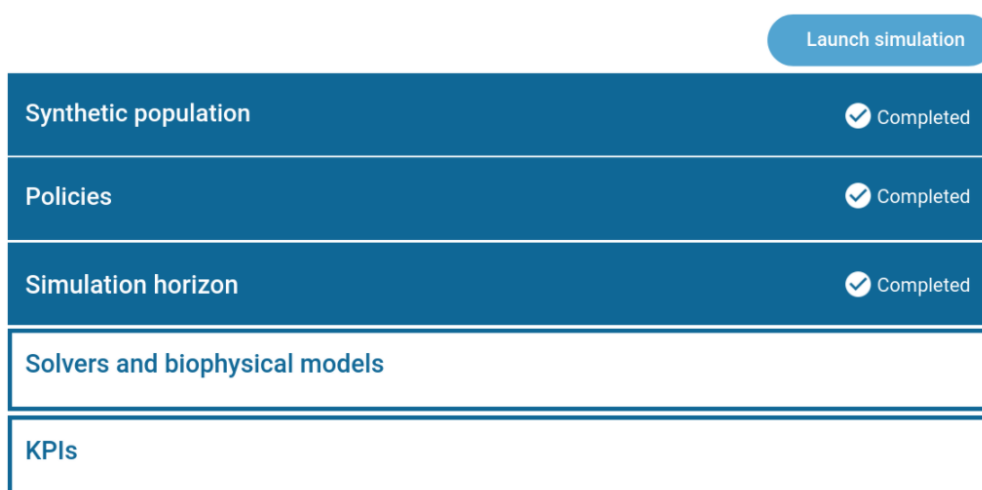 Launch simulation
Synthetic population
Completed
Policies
Completed
Simulation horizon
Completed
Solvers and biophysical models
KPIs